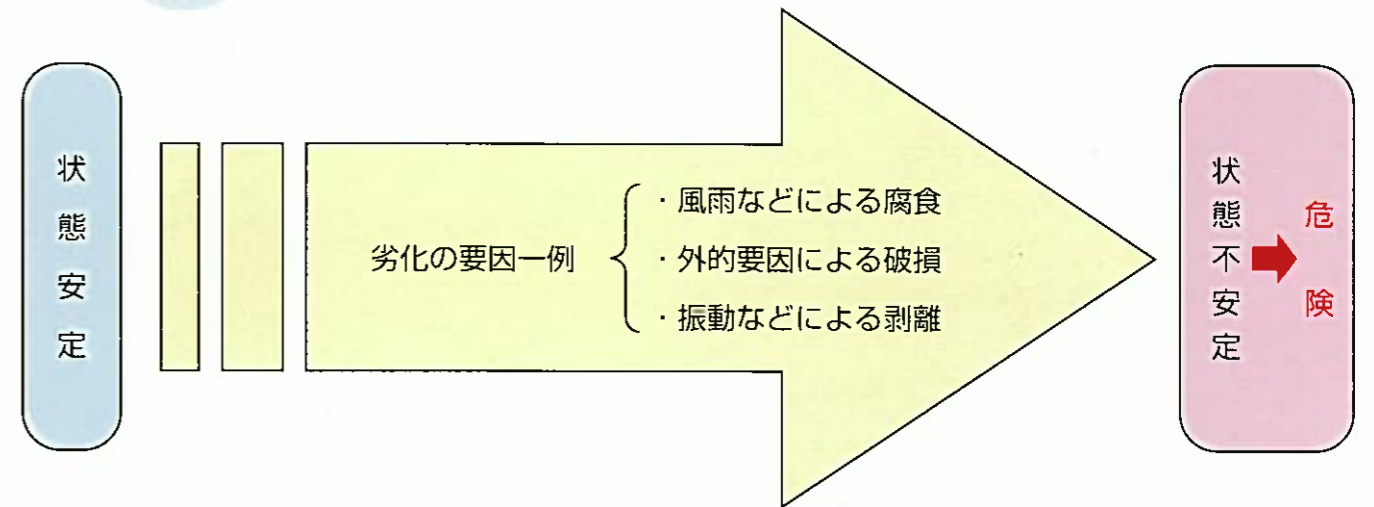 状態安定
劣化の要因一例
・風雨などによる腐食
・外的要因による破損
・振動などによる剥離
状態不安定
危険